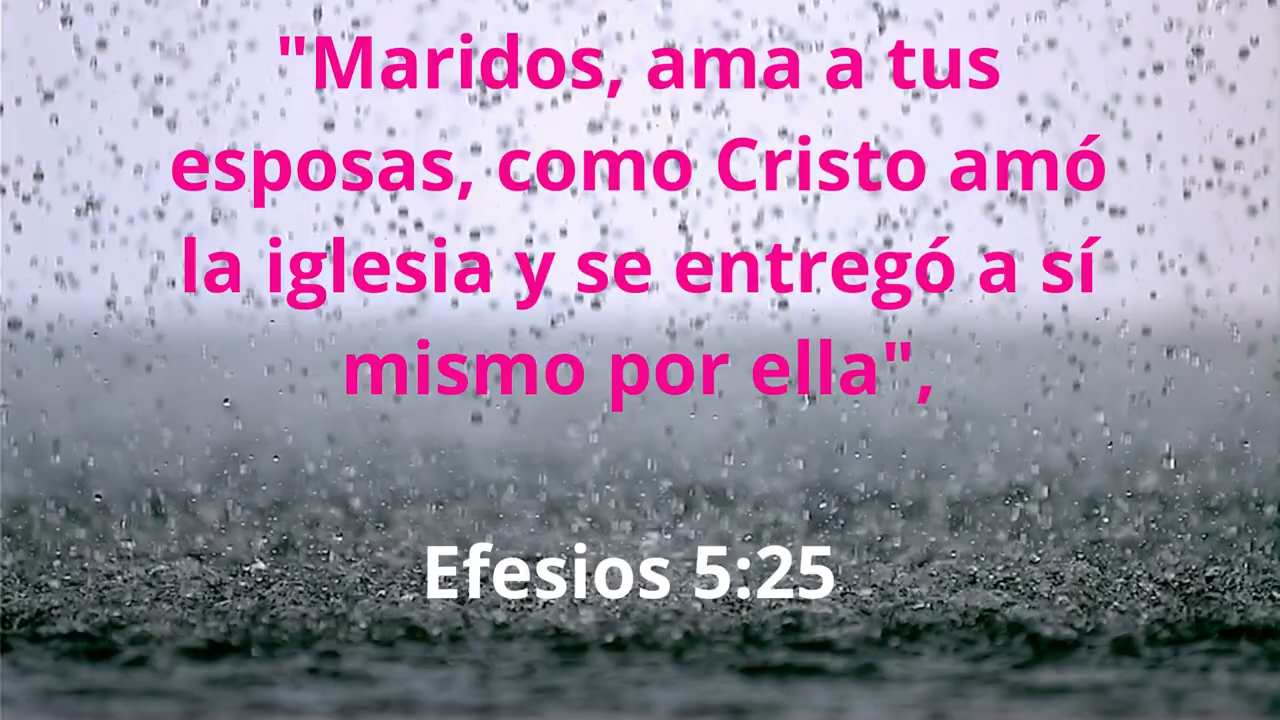 "Maridos, ama a tus
esposas, como Cristo amó
la iglesia y se entregó a sí
mismo por ella",
Efesios 5:25